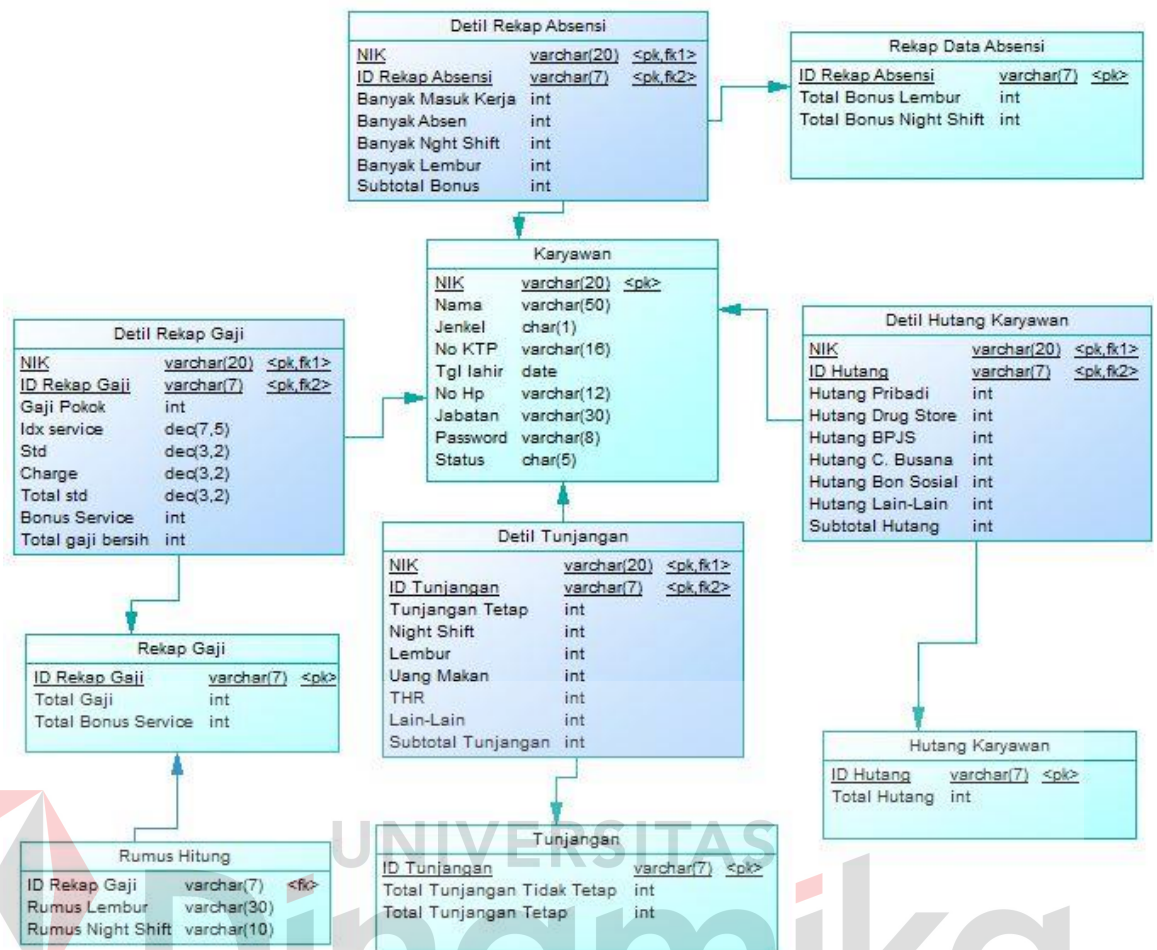 Detil Rekap Absensi
NIK varchar(20) <pk,fk1>
ID Rekap Absensi varchar(7) <pk,fk2>
Banyak Masuk Kerja int
Banyak Absen int
Banyak Nght Shift int
Banyak Lembur int
Subtotal Bonus int
Rekap Data Absensi
ID Rekap Absensi varchar(7) <pk>
Total Bonus Lembur int
Total Bonus Night Shift int
Karyawan
NIK varchar(20) <pk>
Nama varchar(50)
Jenkel char(1)
No KTP varchar(16)
Tgl lahir date
No Hp varchar(12)
Jabatan varchar(30)
Password varchar(8)
Status char(5)
Detil Rekap Gaji
NIK varchar(20) <pk,fk1>
ID Rekap Gaji varchar(7) <pk,fk2>
Gaji Pokok int
Idx service dec(7,5)
Std dec(3,2)
Charge dec(3,2)
Total std dec(3,2)
Bonus Service int
Total gaji bersih int
Detil Hutang Karyawan
NIK varchar(20) <pk,fk1>
ID Hutang varchar(7) <pk,fk2>
Hutang Pribadi int
Hutang Drug Store int
Hutang BPJS int
Hutang C. Busana int
Hutang Bon Sosial int
Hutang Lain-Lain int
Subtotal Hutang int
Detil Tunjangan
NIK varchar(20) <pk,fk1>
ID Tunjangan varchar(7) <pk,fk2>
Tunjangan Tetap int
Night Shift int
Lembur int
Uang Makan int
THR int
Lain-Lain int
Subtotal Tunjangan int
Rekap Gaji
ID Rekap Gaji varchar(7) <pk>
Total Gaji int
Total Bonus Service int
Hutang Karyawan
ID Hutang varchar(7) <pk>
Total Hutang int
Rumus Hitung
ID Rekap Gaji varchar(7) <fk>
Rumus Lembur varchar(30)
Rumus Night Shift varchar(10)
Tunjangan
ID Tunjangan varchar(7) <pk>
Total Tunjangan Tidak Tetap int
Total Tunjangan Tetap int
UNIVERSITAS
Dinamika